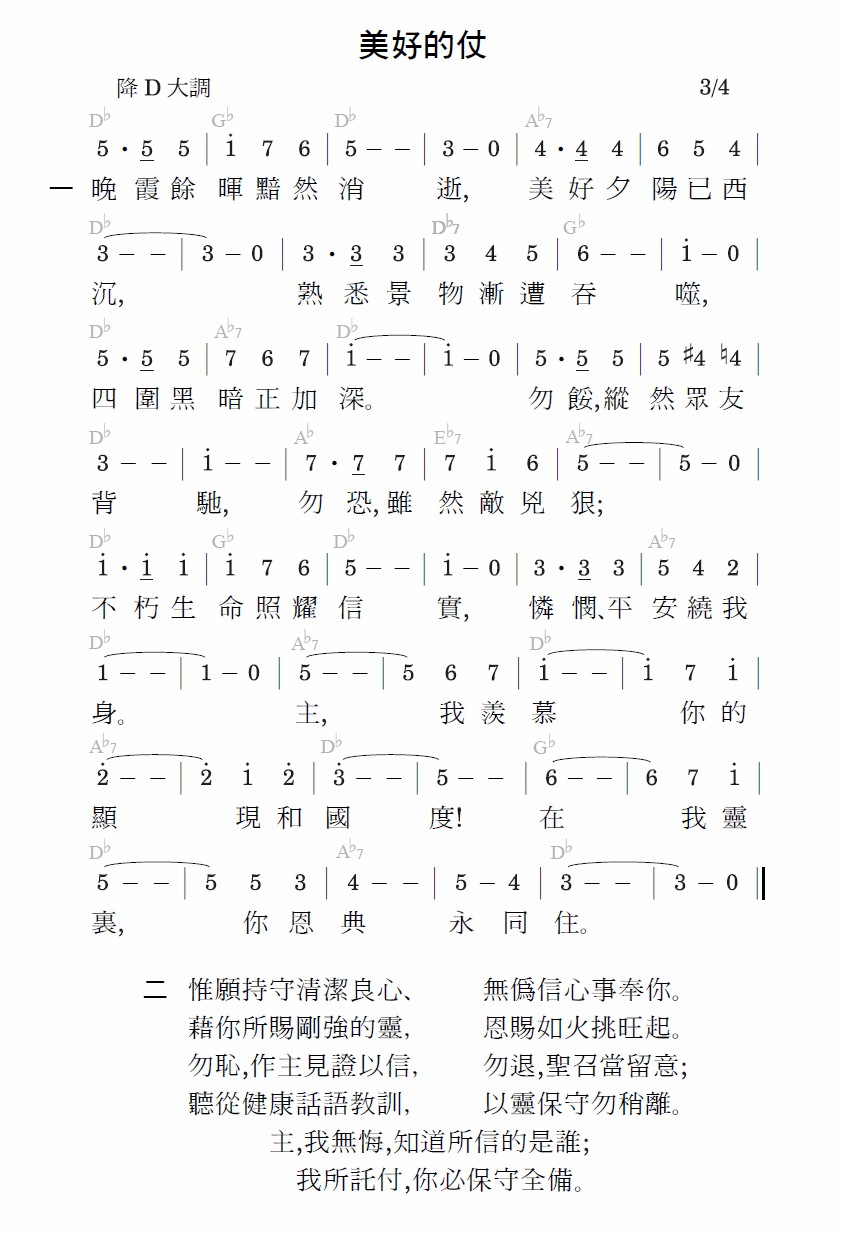 美好的仗
降 D 大調 3/4
D♭ G♭ D♭ A♭7
5 · 5 5 | i 7 6 | 5 – – | 3 – 0 | 4 · 4 4 | 6 5 4 |
一 晚 霞 餘 暉 黯 然 消 逝, 美 好 夕 陽 已 西
D♭ D♭7 G♭
3 – – | 3 – 0 | 3 · 3 3 | 3 4 5 | 6 – – | i – 0 |
沉, 熟 悉 景 物 漸 遭 吞 噬,
D♭ A♭7 D♭
5 · 5 5 | 7 6 7 | i – – | i – 0 | 5 · 5 5 | 5 ♯4 ♮4 |
四 圍 黑 暗 正 加 深。 勿 餒,縱 然 眾 友
D♭ A♭ E♭7 A♭7
3 – – | i – – | 7 · 7 7 | 7 i 6 | 5 – – | 5 – 0 |
背 馳, 勿 恐,雖 然 敵 兇 狠;
D♭ G♭ D♭ A♭7
i · i i | i 7 6 | 5 – – | i – 0 | 3 · 3 3 | 5 4 2 |
不 朽 生 命 照 耀 信 實, 憐 憫、平 安 繞 我
D♭ A♭7 D♭
1 – – | 1 – 0 | 5 – – | 5 6 7 | i – – | i 7 i |
身。 主, 我 羨 慕 你 的
A♭7 D♭ G♭
2̇ – – | 2̇ i 2̇ | 3̇ – – | 5 – – | 6 – – | 6 7 i |
顯 現 和 國 度! 在 我 靈
D♭ A♭7 D♭
5 – – | 5 5 3 | 4 – – | 5 – 4 | 3 – – | 3 – 0 ‖
裏, 你 恩 典 永 同 住。
二 惟願持守清潔良心、 無僞信心事奉你。
藉你所賜剛強的靈, 恩賜如火挑旺起。
勿恥,作主見證以信, 勿退,聖召當留意;
聽從健康話語教訓, 以靈保守勿稍離。
主,我無悔,知道所信的是誰;
我所託付,你必保守全備。